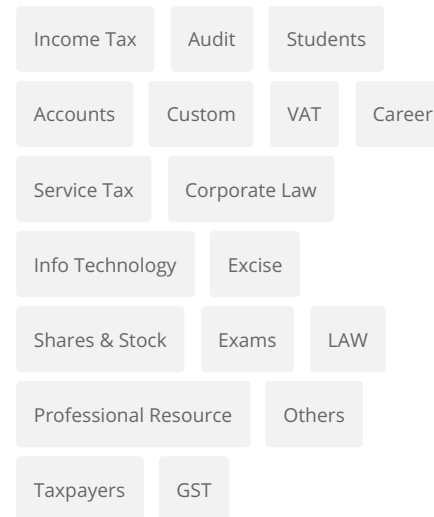 Income Tax Audit Students
Accounts Custom VAT Career
Service Tax Corporate Law
Info Technology Excise
Shares & Stock Exams LAW
Professional Resource Others
Taxpayers GST